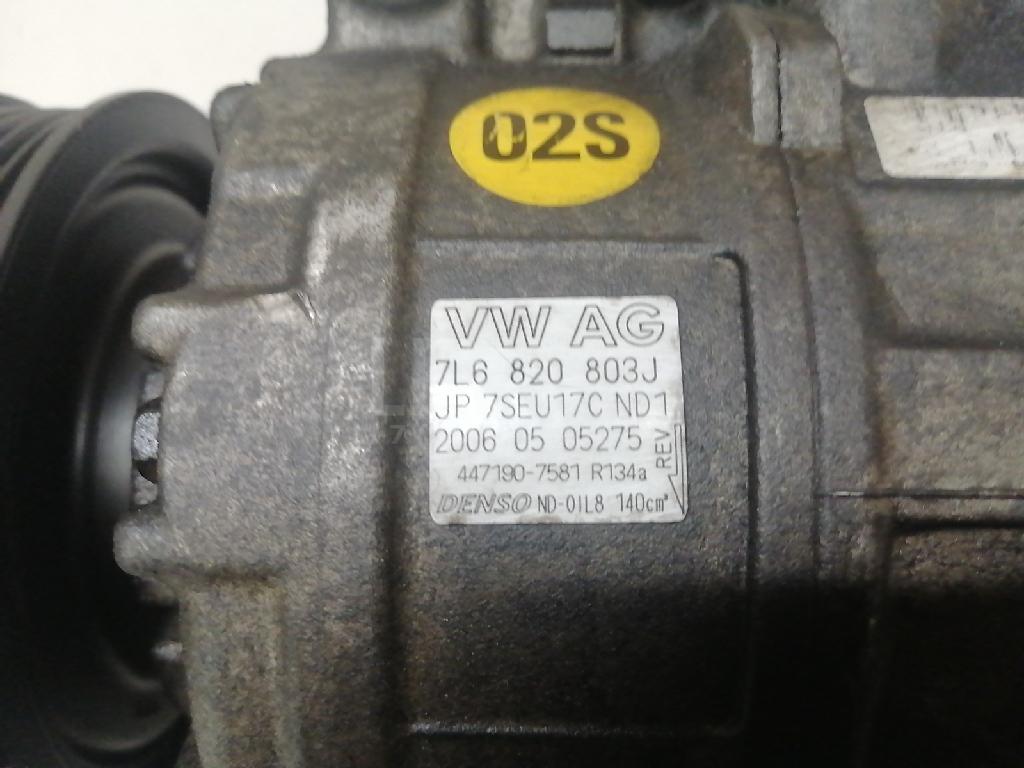 02S
VW AG
7L6 820 803J
JP 7SEU17C ND1
2006 05 05275
REV
447190-7581 R134a
DENSO ND-OIL8 140cm³